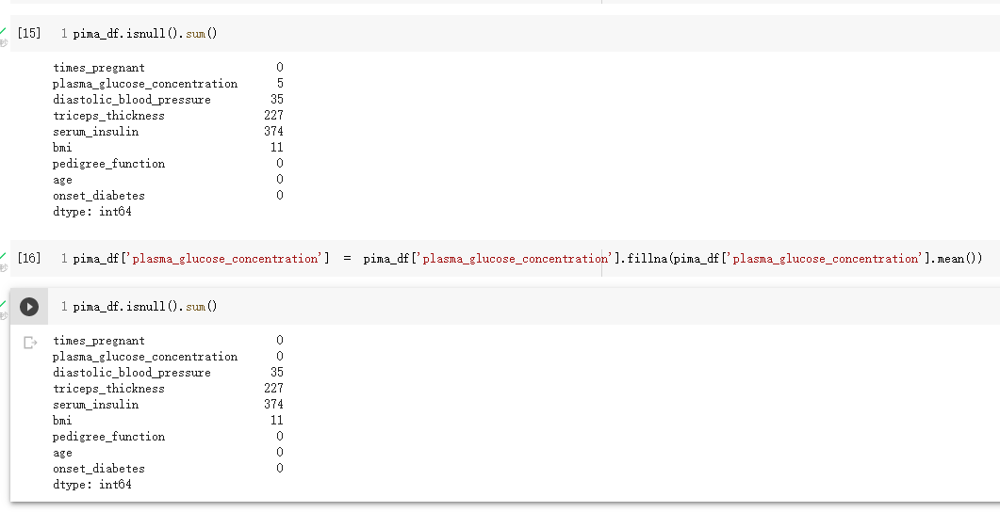 [15] 1 pima_df.isnull().sum()
秒
times_pregnant 0
plasma_glucose_concentration 5
diastolic_blood_pressure 35
triceps_thickness 227
serum_insulin 374
bmi 11
pedigree_function 0
age 0
onset_diabetes 0
dtype: int64
[16] 1 pima_df['plasma_glucose_concentration'] = pima_df['plasma_glucose_concentration'].fillna(pima_df['plasma_glucose_concentration'].mean())
秒
1 pima_df.isnull().sum()
秒
times_pregnant 0
plasma_glucose_concentration 0
diastolic_blood_pressure 35
triceps_thickness 227
serum_insulin 374
bmi 11
pedigree_function 0
age 0
onset_diabetes 0
dtype: int64